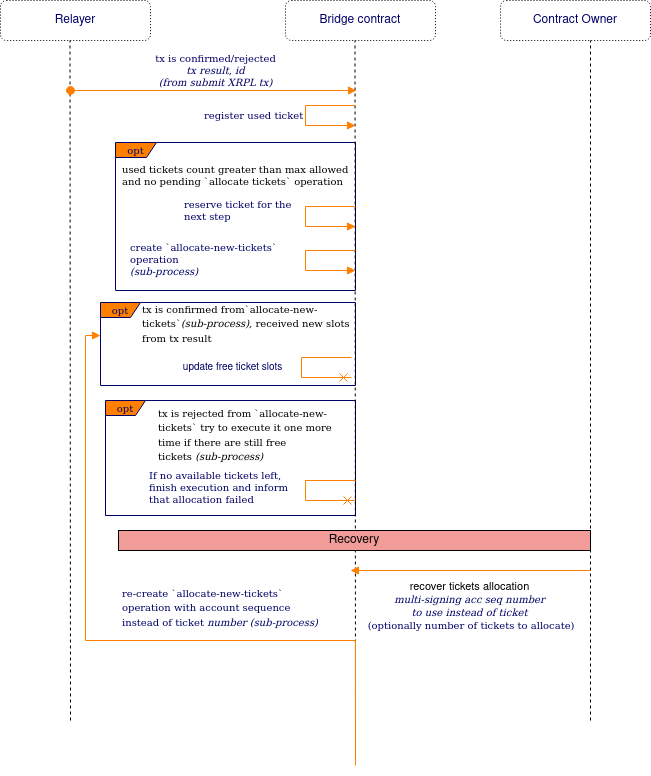 Relayer
Bridge contract
Contract Owner
tx is confirmed/rejected
tx result, id
(from submit XRPL tx)
register used ticket
opt
used tickets count greater than max allowed
and no pending `allocate tickets` operation
reserve ticket for the
next step
create `allocate-new-tickets`
operation
(sub-process)
opt
tx is confirmed from`allocate-new-
tickets`(sub-process), received new slots
from tx result
update free ticket slots
opt
tx is rejected from `allocate-new-
tickets` try to execute it one more
time if there are still free
tickets (sub-process)
If no available tickets left,
finish execution and inform
that allocation failed
Recovery
recover tickets allocation
multi-signing acc seq number
to use instead of ticket
(optionally number of tickets to allocate)
re-create `allocate-new-tickets`
operation with account sequence
instead of ticket number (sub-process)